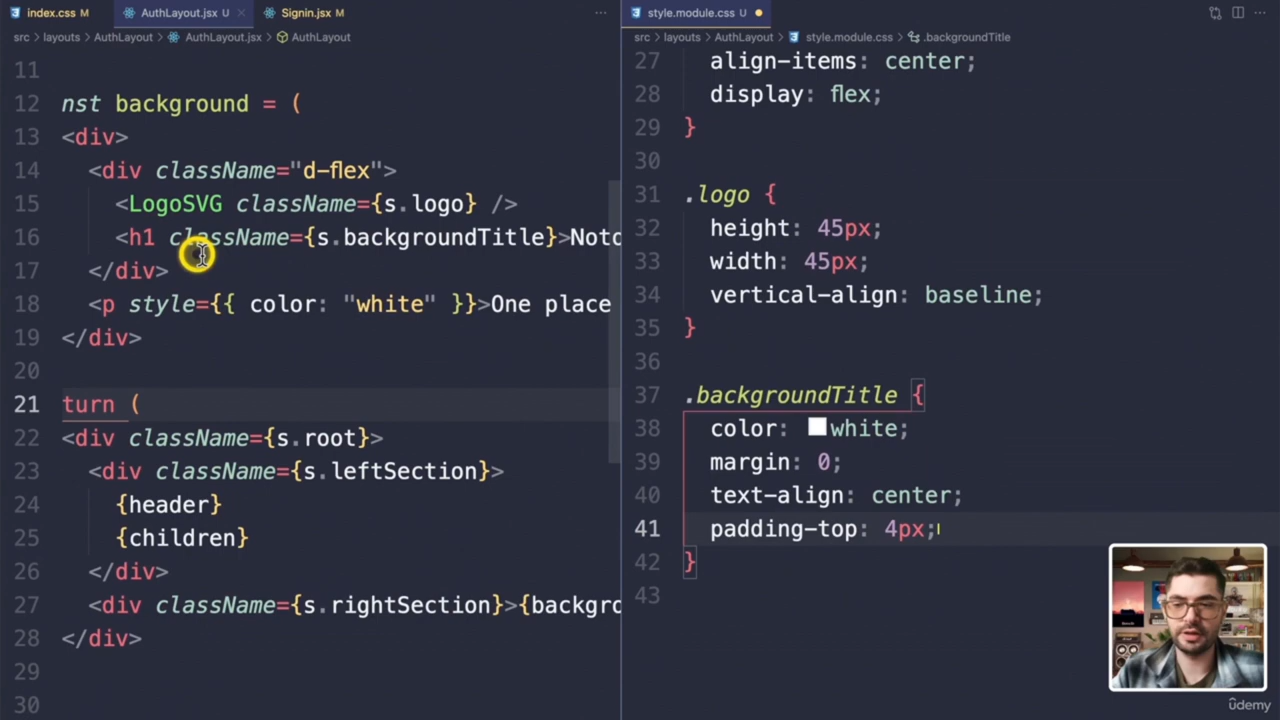 index.css M
AuthLayout.jsx U
Signin.jsx M
src › layouts › AuthLayout › AuthLayout.jsx › AuthLayout
11
12 nst background = (
13 <div>
14 <div className="d-flex">
15 <LogoSVG className={s.logo} />
16 <h1 className={s.backgroundTitle}>Noto
17 </div>
18 <p style={{ color: "white" }}>One place
19 </div>
20
21 turn (
22 <div className={s.root}>
23 <div className={s.leftSection}>
24 {header}
25 {children}
26 </div>
27 <div className={s.rightSection}>{backgro
28 </div>
29
30
style.module.css U
src › layouts › AuthLayout › style.module.css › .backgroundTitle
27 align-items: center;
28 display: flex;
29 }
30
31 .logo {
32 height: 45px;
33 width: 45px;
34 vertical-align: baseline;
35 }
36
37 .backgroundTitle {
38 color: white;
39 margin: 0;
40 text-align: center;
41 padding-top: 4px;
42 }
43
ûdemy